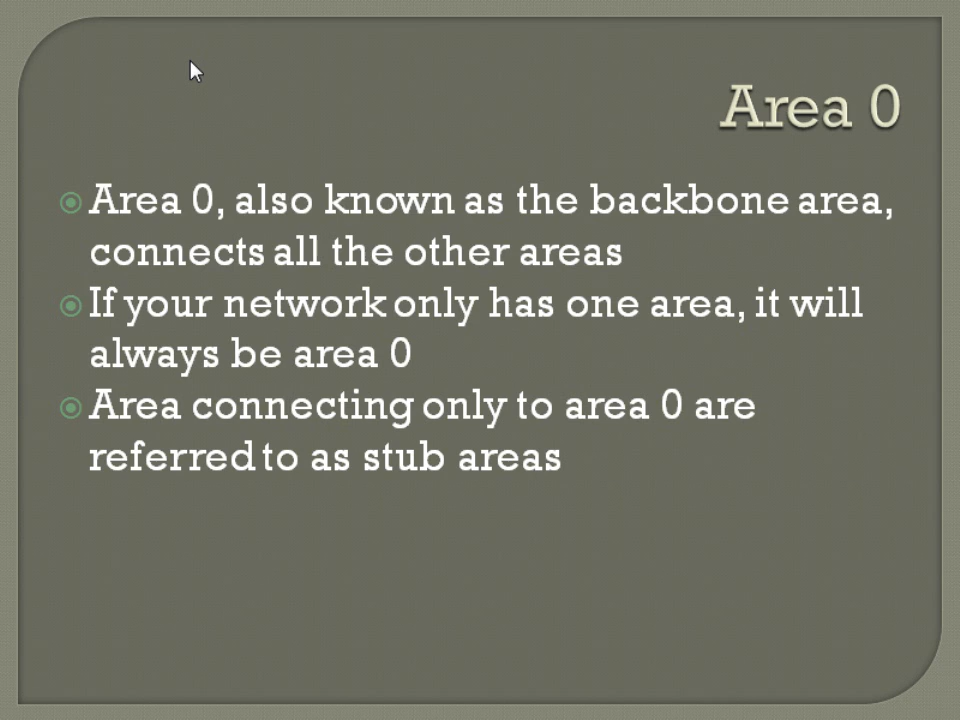 Area 0
Area 0, also known as the backbone area,
connects all the other areas
If your network only has one area, it will
always be area 0
Area connecting only to area 0 are
referred to as stub areas